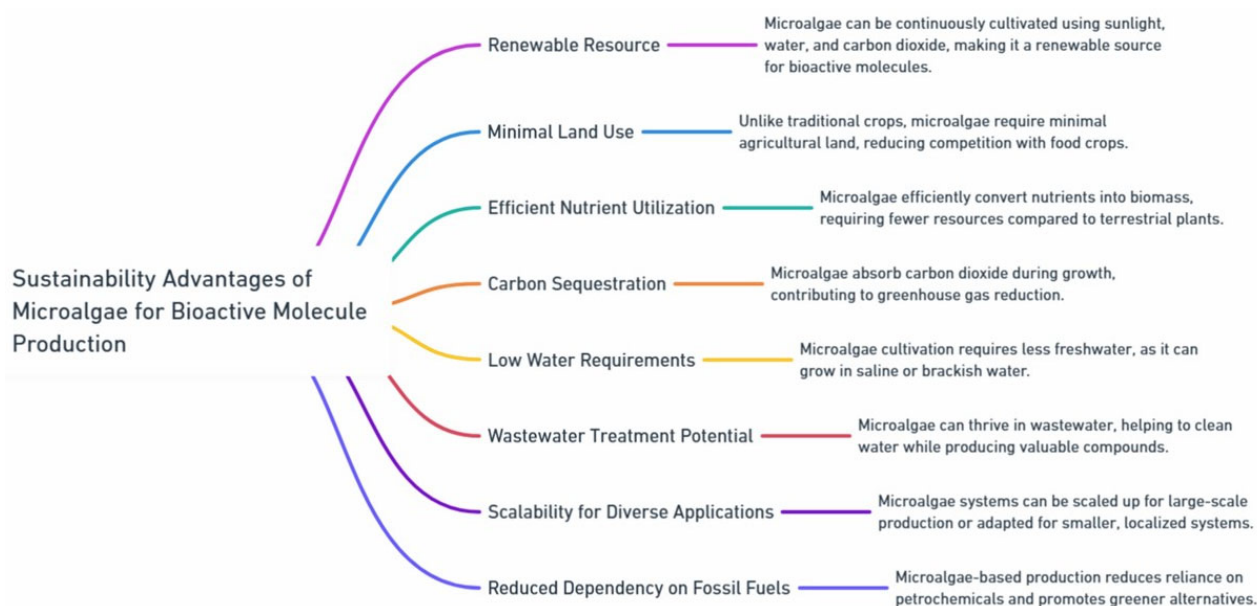 Sustainability Advantages of
Microalgae for Bioactive Molecule
Production
Renewable Resource
Microalgae can be continuously cultivated using sunlight,
water, and carbon dioxide, making it a renewable source
for bioactive molecules.
Minimal Land Use
Unlike traditional crops, microalgae require minimal
agricultural land, reducing competition with food crops.
Efficient Nutrient Utilization
Microalgae efficiently convert nutrients into biomass,
requiring fewer resources compared to terrestrial plants.
Carbon Sequestration
Microalgae absorb carbon dioxide during growth,
contributing to greenhouse gas reduction.
Low Water Requirements
Microalgae cultivation requires less freshwater, as it can
grow in saline or brackish water.
Wastewater Treatment Potential
Microalgae can thrive in wastewater, helping to clean
water while producing valuable compounds.
Scalability for Diverse Applications
Microalgae systems can be scaled up for large-scale
production or adapted for smaller, localized systems.
Reduced Dependency on Fossil Fuels
Microalgae-based production reduces reliance on
petrochemicals and promotes greener alternatives.